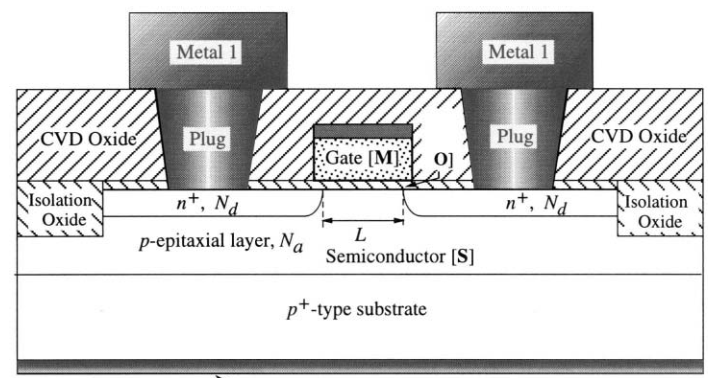 Metal 1
Metal 1
CVD Oxide
Plug
Gate [M]
O]
Plug
CVD Oxide
Isolation
Oxide
n+, Nd
n+, Nd
Isolation
Oxide
L
p-epitaxial layer, Na
Semiconductor [S]
p+-type substrate